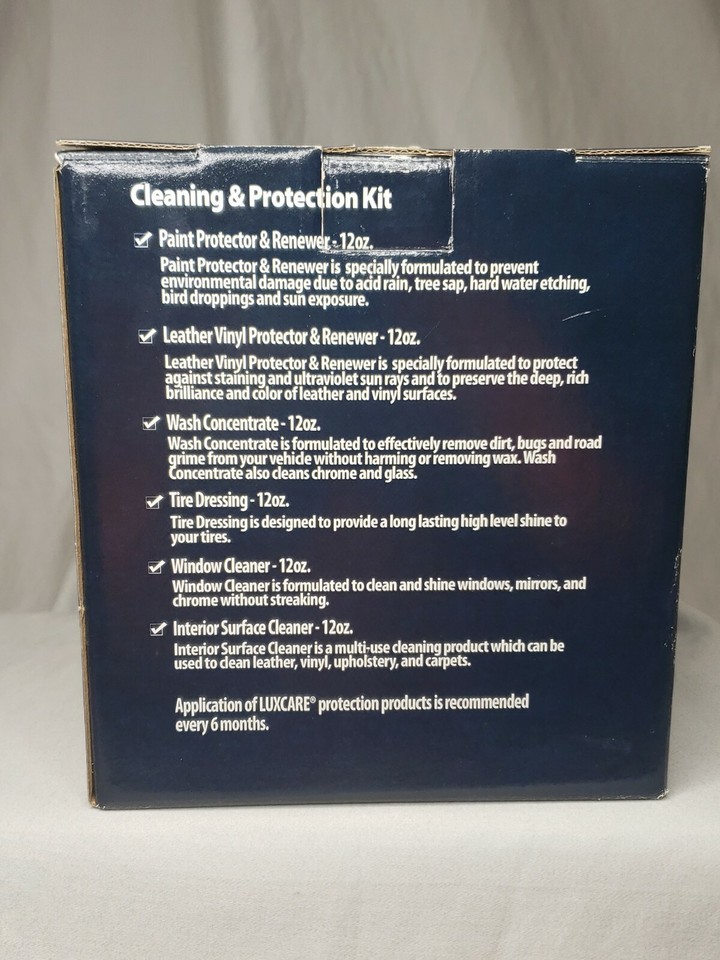 Cleaning & Protection Kit
Paint Protector & Renewer - 12oz.
Paint Protector & Renewer is specially formulated to prevent
environmental damage due to acid rain, tree sap, hard water etching,
bird droppings and sun exposure.
Leather Vinyl Protector & Renewer - 12oz.
Leather Vinyl Protector & Renewer is specially formulated to protect
against staining and ultraviolet sun rays and to preserve the deep, rich
brilliance and color of leather and vinyl surfaces.
Wash Concentrate - 12oz.
Wash Concentrate is formulated to effectively remove dirt, bugs and road
grime from your vehicle without harming or removing wax. Wash
Concentrate also cleans chrome and glass.
Tire Dressing - 12oz.
Tire Dressing is designed to provide a long lasting high level shine to
your tires.
Window Cleaner - 12oz.
Window Cleaner is formulated to clean and shine windows, mirrors, and
chrome without streaking.
Interior Surface Cleaner - 12oz.
Interior Surface Cleaner is a multi-use cleaning product which can be
used to clean leather, vinyl, upholstery, and carpets.
Application of LUXCARE® protection products is recommended
every 6 months.